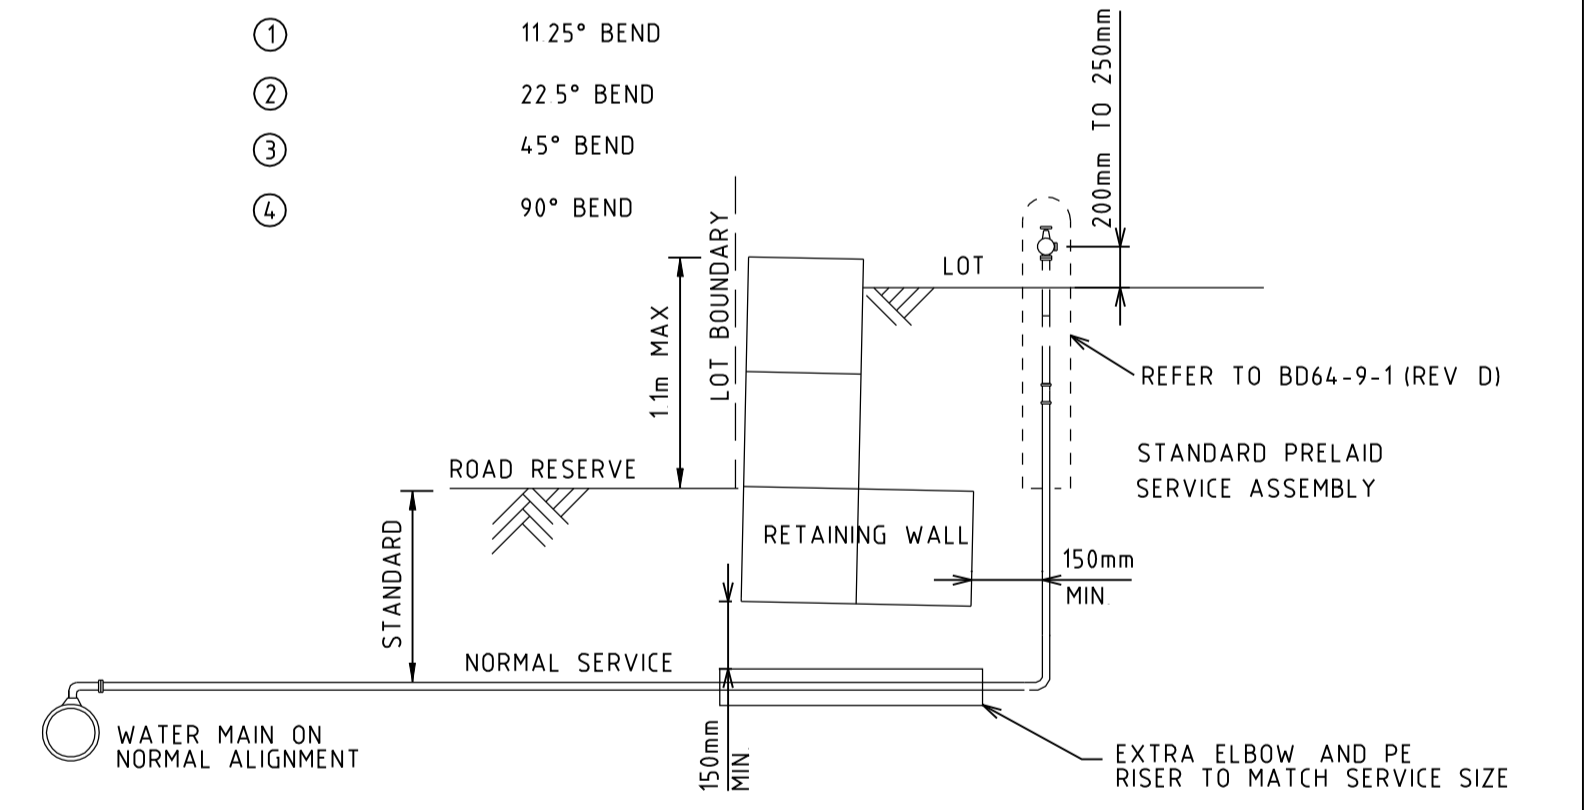 1 11.25° BEND
2 22.5° BEND
3 45° BEND
4 90° BEND
200mm TO 250mm
LOT BOUNDARY
LOT
1.1m MAX
REFER TO BD64-9-1 (REV D)
ROAD RESERVE
STANDARD PRELAID
SERVICE ASSEMBLY
STANDARD
RETAINING WALL
150mm
MIN.
NORMAL SERVICE
WATER MAIN ON
NORMAL ALIGNMENT
150mm
MIN.
EXTRA ELBOW AND PE
RISER TO MATCH SERVICE SIZE